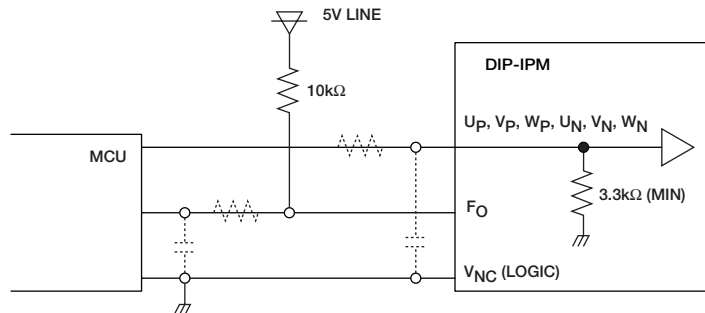 5V LINE
DIP-IPM
10kΩ
UP, VP, WP, UN, VN, WN
MCU
3.3kΩ (MIN)
FO
VNC (LOGIC)